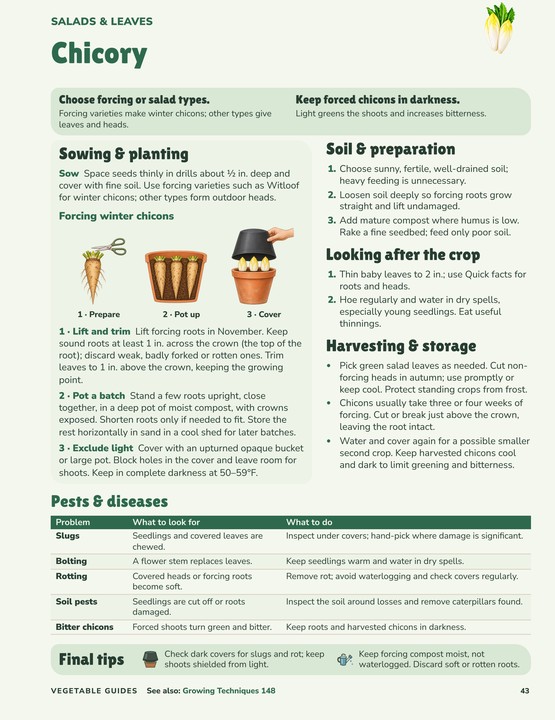 SALADS & LEAVES
Chicory
Choose forcing or salad types.
Forcing varieties make winter chicons; other types give
leaves and heads.
Keep forced chicons in darkness.
Light greens the shoots and increases bitterness.
Sowing & planting
Sow Space seeds thinly in drills about ½ in. deep and
cover with fine soil. Use forcing varieties such as Witloof
for winter chicons; other types form outdoor heads.
Forcing winter chicons
1 · Prepare
2 · Pot up
3 · Cover
1 · Lift and trim Lift forcing roots in November. Keep
sound roots at least 1 in. across the crown (the top of the
root); discard weak, badly forked or rotten ones. Trim
leaves to 1 in. above the crown, keeping the growing
point.
2 · Pot a batch Stand a few roots upright, close
together, in a deep pot of moist compost, with crowns
exposed. Shorten roots only if needed to fit. Store the
rest horizontally in sand in a cool shed for later batches.
3 · Exclude light Cover with an upturned opaque bucket
or large pot. Block holes in the cover and leave room for
shoots. Keep in complete darkness at 50–59°F.
Soil & preparation
1. Choose sunny, fertile, well-drained soil;
heavy feeding is unnecessary.
2. Loosen soil deeply so forcing roots grow
straight and lift undamaged.
3. Add mature compost where humus is low.
Rake a fine seedbed; feed only poor soil.
Looking after the crop
1. Thin baby leaves to 2 in.; use Quick facts for
roots and heads.
2. Hoe regularly and water in dry spells,
especially young seedlings. Eat useful
thinnings.
Harvesting & storage
• Pick green salad leaves as needed. Cut non-
forcing heads in autumn; use promptly or
keep cool. Protect standing crops from frost.
• Chicons usually take three or four weeks of
forcing. Cut or break just above the crown,
leaving the root intact.
• Water and cover again for a possible smaller
second crop. Keep harvested chicons cool
and dark to limit greening and bitterness.
Pests & diseases
Problem What to look for What to do
Slugs Seedlings and covered leaves are Inspect under covers; hand-pick where damage is significant.
chewed.
Bolting A flower stem replaces leaves. Keep seedlings warm and water in dry spells.
Rotting Covered heads or forcing roots Remove rot; avoid waterlogging and check covers regularly.
become soft.
Soil pests Seedlings are cut off or roots Inspect the soil around losses and remove caterpillars found.
damaged.
Bitter chicons Forced shoots turn green and bitter. Keep roots and harvested chicons in darkness.
Final tips
Check dark covers for slugs and rot; keep
shoots shielded from light.
Keep forcing compost moist, not
waterlogged. Discard soft or rotten roots.
VEGETABLE GUIDES See also: Growing Techniques 148 43